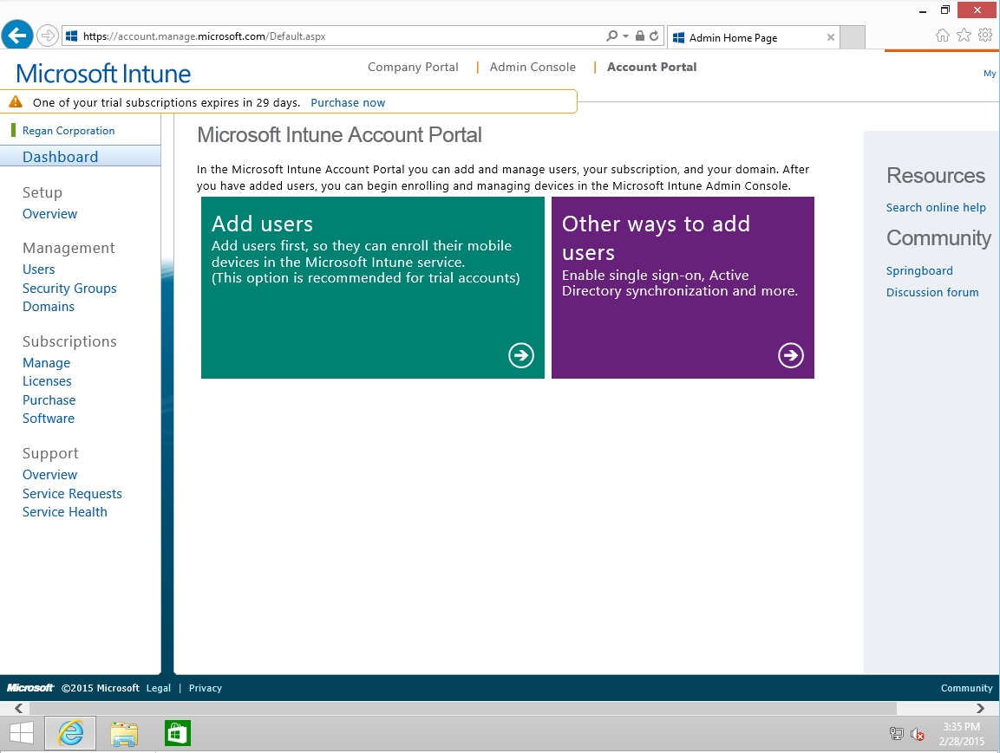 https://account.manage.microsoft.com/Default.aspx
Admin Home Page
Microsoft Intune
Company Portal | Admin Console | Account Portal
My
One of your trial subscriptions expires in 29 days. Purchase now
Regan Corporation
Dashboard
Setup
Overview
Management
Users
Security Groups
Domains
Subscriptions
Manage
Licenses
Purchase
Software
Support
Overview
Service Requests
Service Health
Microsoft Intune Account Portal
In the Microsoft Intune Account Portal you can add and manage users, your subscription, and your domain. After
you have added users, you can begin enrolling and managing devices in the Microsoft Intune Admin Console.
Add users
Add users first, so they can enroll their mobile
devices in the Microsoft Intune service.
(This option is recommended for trial accounts)
Other ways to add
users
Enable single sign-on, Active
Directory synchronization and more.
Resources
Search online help
Community
Springboard
Discussion forum
Microsoft ©2015 Microsoft Legal | Privacy
Community
3:35 PM
2/28/2015